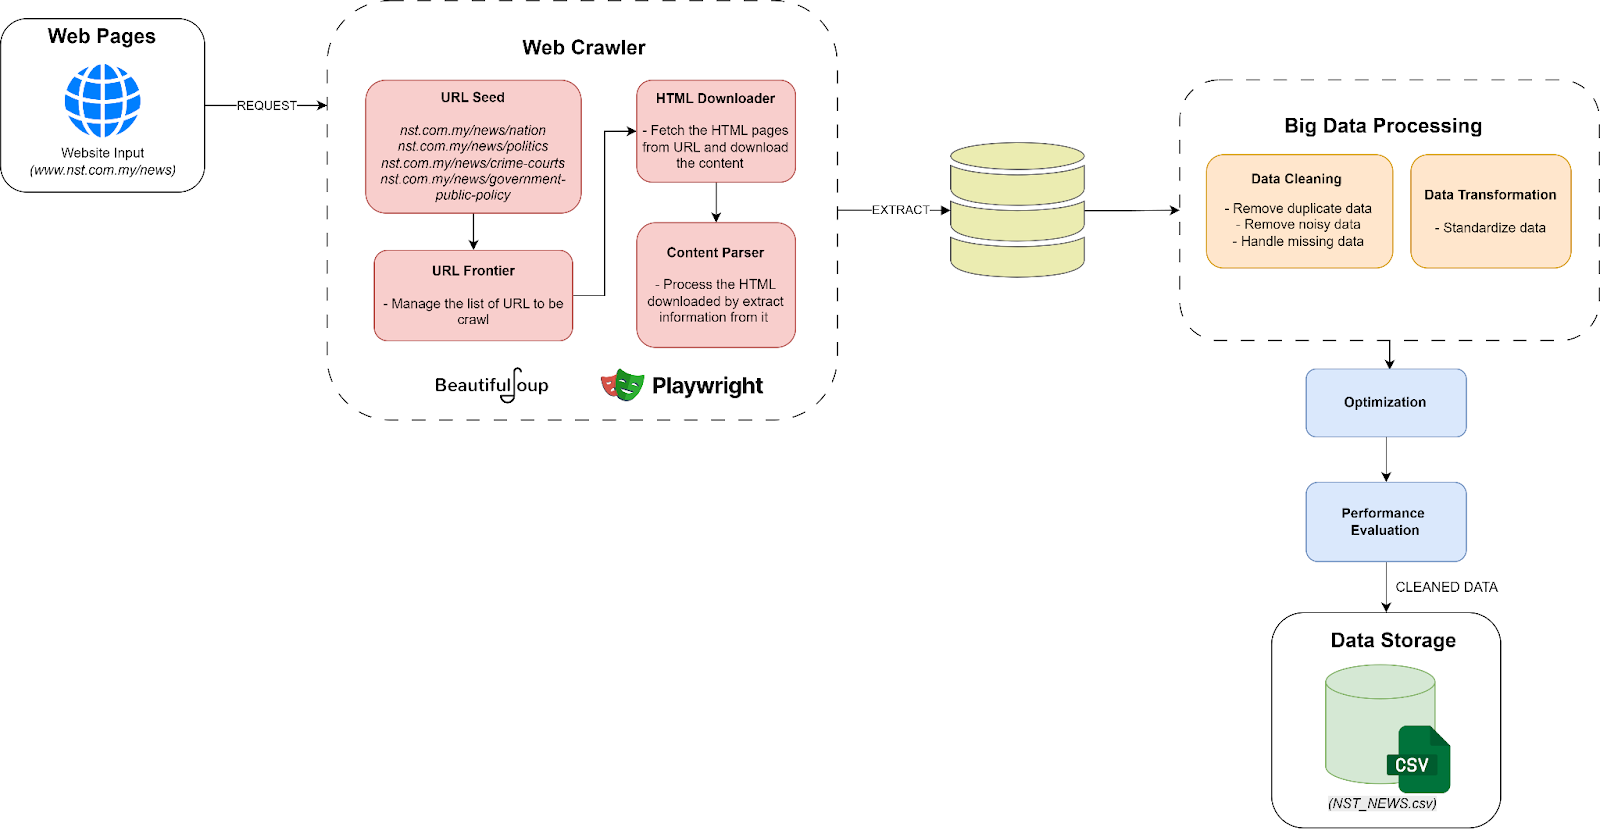 Web Pages
Website Input
(www.nst.com.my/news)
REQUEST
Web Crawler
URL Seed
nst.com.my/news/nation
nst.com.my/news/politics
nst.com.my/news/crime-courts
nst.com.my/news/government-
public-policy
URL Frontier
- Manage the list of URL to be
crawl
HTML Downloader
- Fetch the HTML pages
from URL and download
the content
Content Parser
- Process the HTML
downloaded by extract
information from it
BeautifulSoup
Playwright
EXTRACT
Big Data Processing
Data Cleaning
- Remove duplicate data
- Remove noisy data
- Handle missing data
Data Transformation
- Standardize data
Optimization
Performance
Evaluation
CLEANED DATA
Data Storage
CSV
(NST_NEWS.csv)